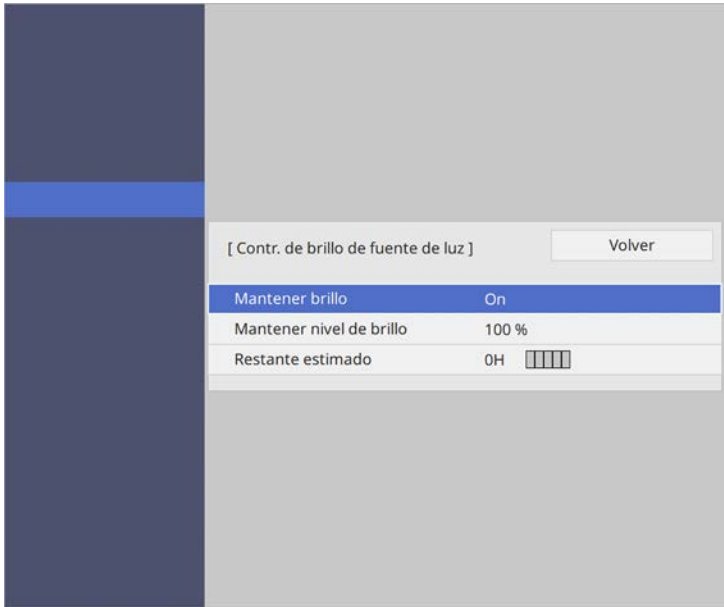 [ Contr. de brillo de fuente de luz ] Volver
Mantener brillo On
Mantener nivel de brillo 100 %
Restante estimado 0H